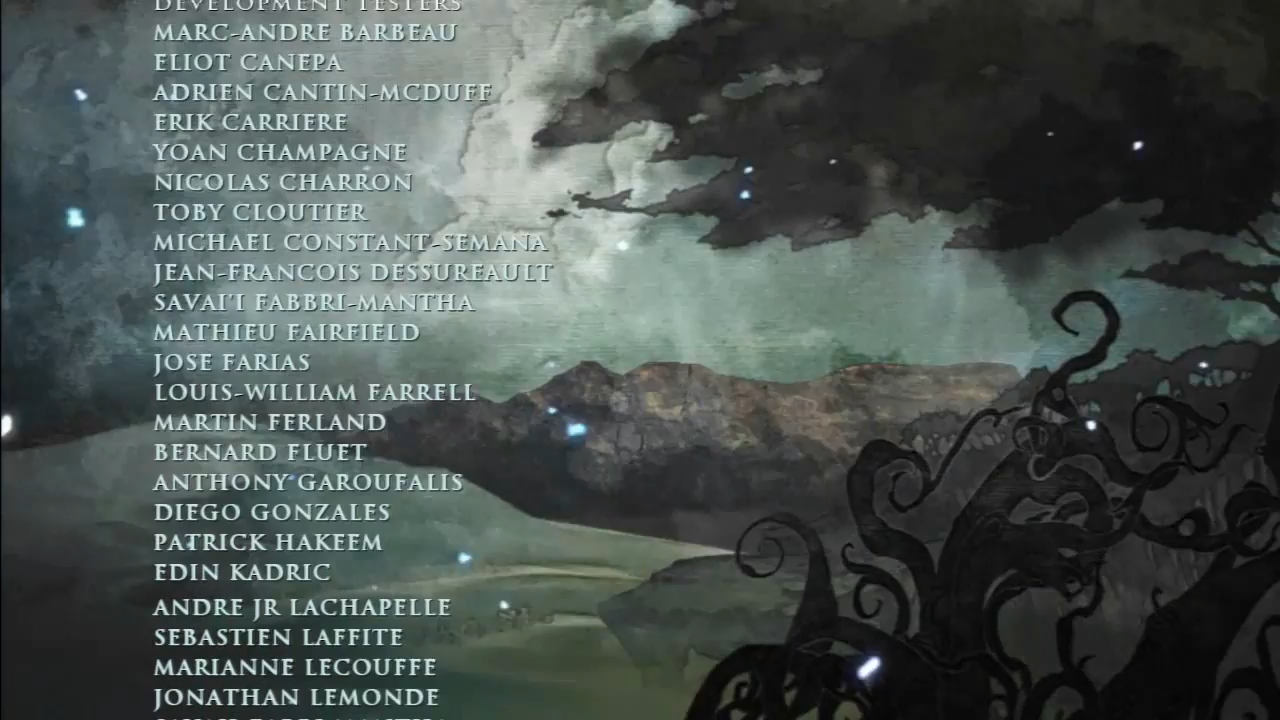 DEVELOPMENT TESTERS
MARC-ANDRE BARBEAU
ELIOT CANEPA
ADRIEN CANTIN-MCDUFF
ERIK CARRIERE
YOAN CHAMPAGNE
NICOLAS CHARRON
TOBY CLOUTIER
MICHAEL CONSTANT-SEMANA
JEAN-FRANCOIS DESSUREAULT
SAVAI'I FABBRI-MANTHA
MATHIEU FAIRFIELD
JOSE FARIAS
LOUIS-WILLIAM FARRELL
MARTIN FERLAND
BERNARD FLUET
ANTHONY GAROUFALIS
DIEGO GONZALES
PATRICK HAKEEM
EDIN KADRIC
ANDRE JR LACHAPELLE
SEBASTIEN LAFFITE
MARIANNE LECOUFFE
JONATHAN LEMONDE